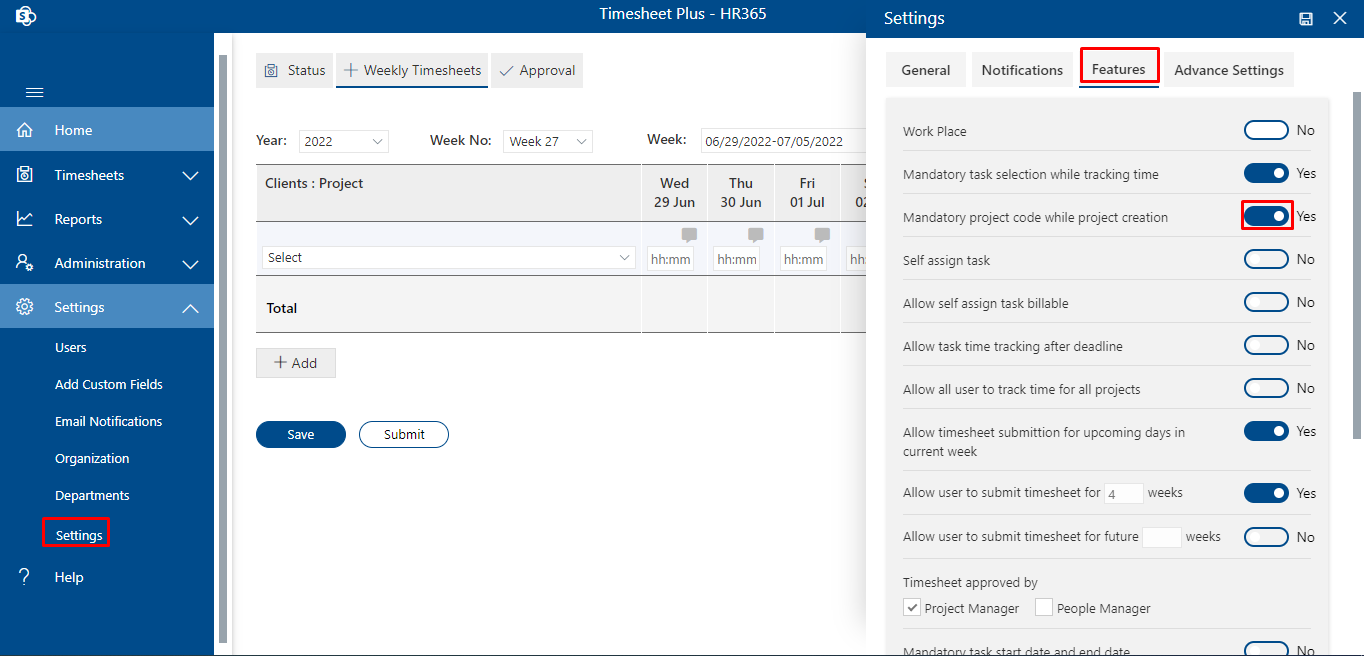 Timesheet Plus - HR365
Home
Timesheets
Reports
Administration
Settings
Users
Add Custom Fields
Email Notifications
Organization
Departments
Settings
Help
Status
Weekly Timesheets
Approval
Year: 2022 Week No: Week 27 Week: 06/29/2022-07/05/2022
Clients : Project Wed Thu Fri
29 Jun 30 Jun 01 Jul 02
Select hh:mm hh:mm hh:mm hh:
Total
Add
Save Submit
Settings
General Notifications Features Advance Settings
Work Place No
Mandatory task selection while tracking time Yes
Mandatory project code while project creation Yes
Self assign task No
Allow self assign task billable No
Allow task time tracking after deadline No
Allow all user to track time for all projects No
Allow timesheet submittion for upcoming days in Yes
current week
Allow user to submit timesheet for 4 weeks Yes
Allow user to submit timesheet for future weeks No
Timesheet approved by
Project Manager People Manager
Mandatory task start date and end date No